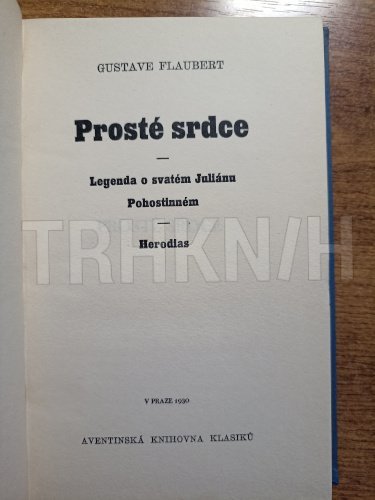 GUSTAVE FLAUBERT
Prosté srdce
Legenda o svatém Juliánu
Pohostinném
TRHKNIH
Herodias
V PRAZE 1930
AVENTINSKÁ KNIHOVNA KLASIKŮ